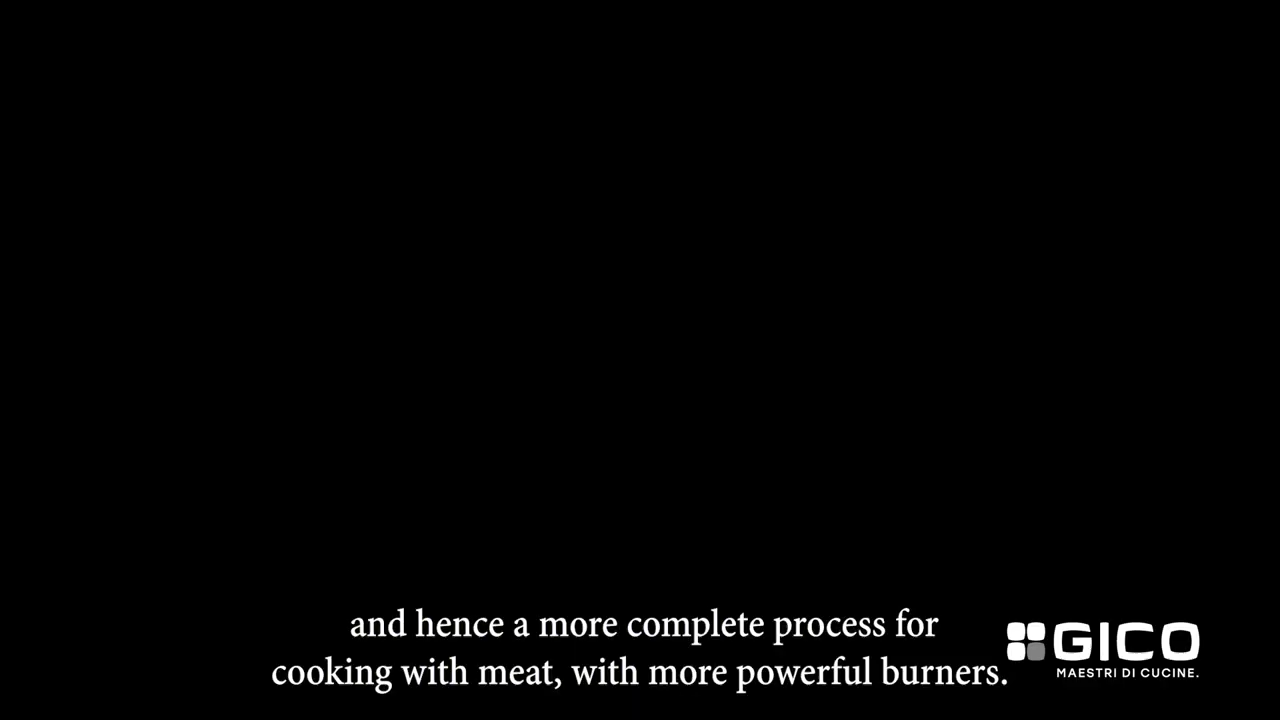 and hence a more complete process for
cooking with meat, with more powerful burners.
GICO
MAESTRI DI CUCINE.